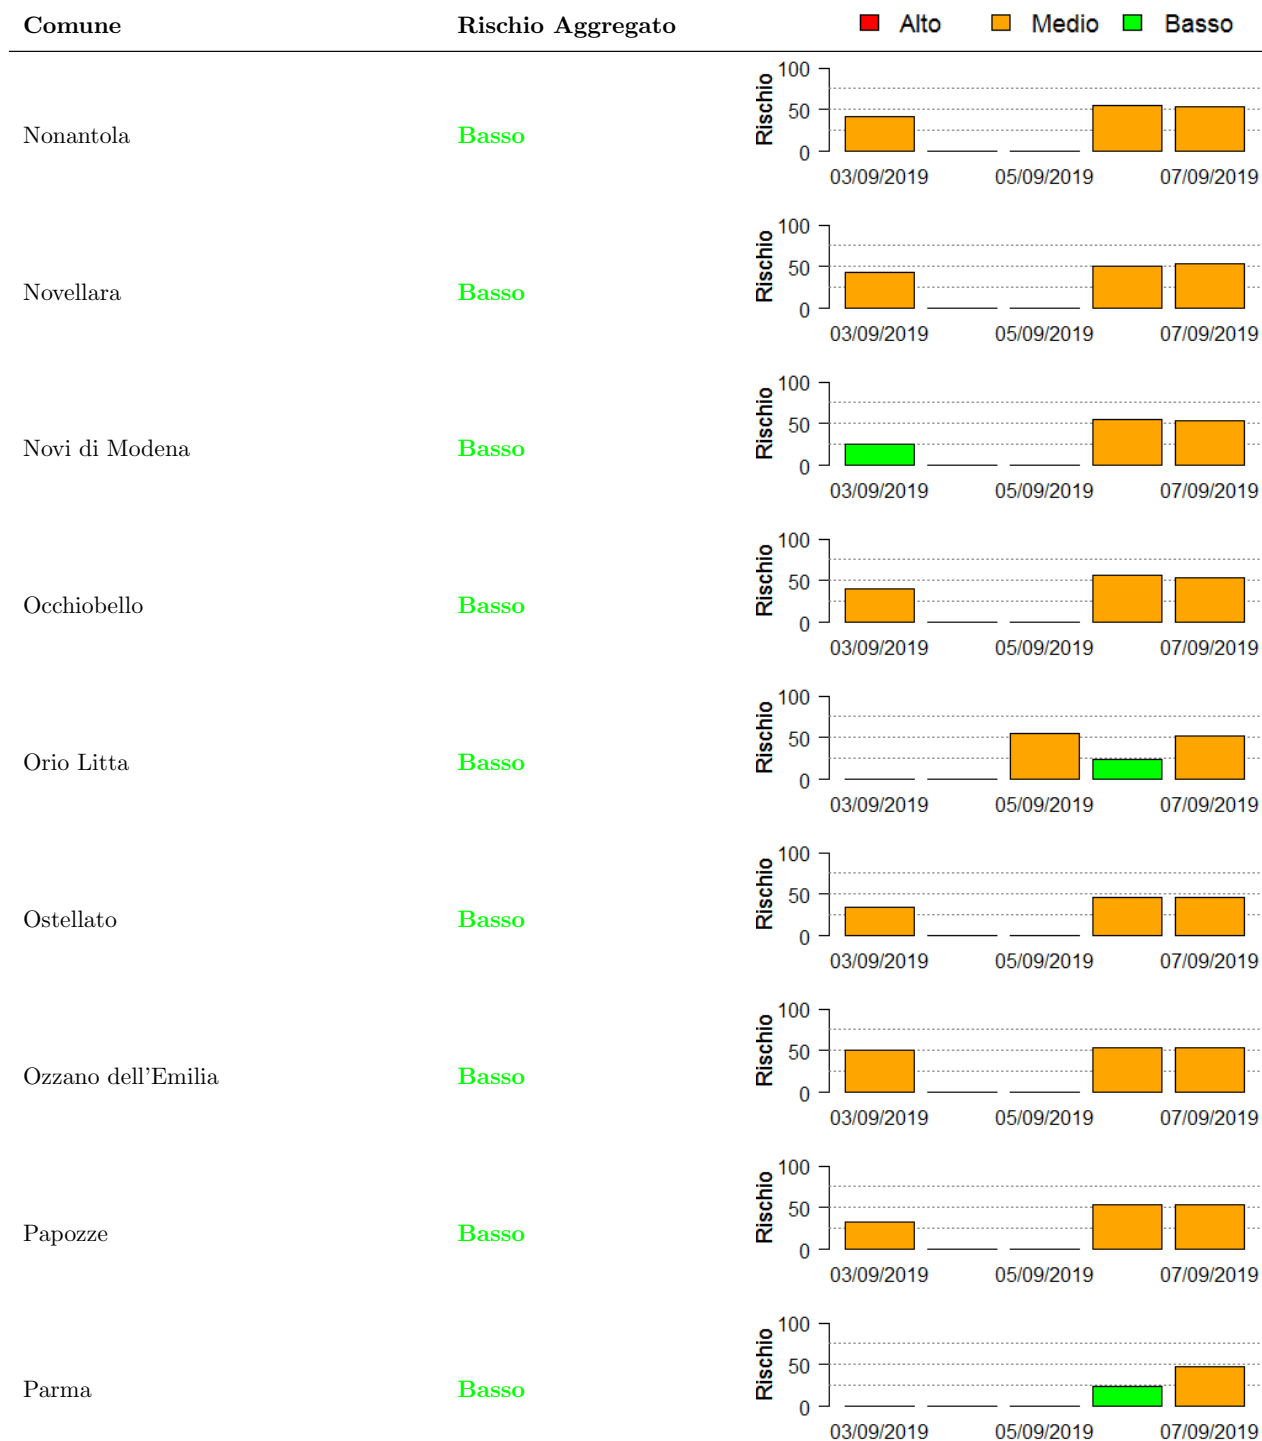 Comune Rischio Aggregato Alto Medio Basso
Nonantola Basso Rischio 100 50 0
03/09/2019 05/09/2019 07/09/2019
Novellara Basso Rischio 100 50 0
03/09/2019 05/09/2019 07/09/2019
Novi di Modena Basso Rischio 100 50 0
03/09/2019 05/09/2019 07/09/2019
Occhiobello Basso Rischio 100 50 0
03/09/2019 05/09/2019 07/09/2019
Orio Litta Basso Rischio 100 50 0
03/09/2019 05/09/2019 07/09/2019
Ostellato Basso Rischio 100 50 0
03/09/2019 05/09/2019 07/09/2019
Ozzano dell'Emilia Basso Rischio 100 50 0
03/09/2019 05/09/2019 07/09/2019
Papozze Basso Rischio 100 50 0
03/09/2019 05/09/2019 07/09/2019
Parma Basso Rischio 100 50 0
03/09/2019 05/09/2019 07/09/2019